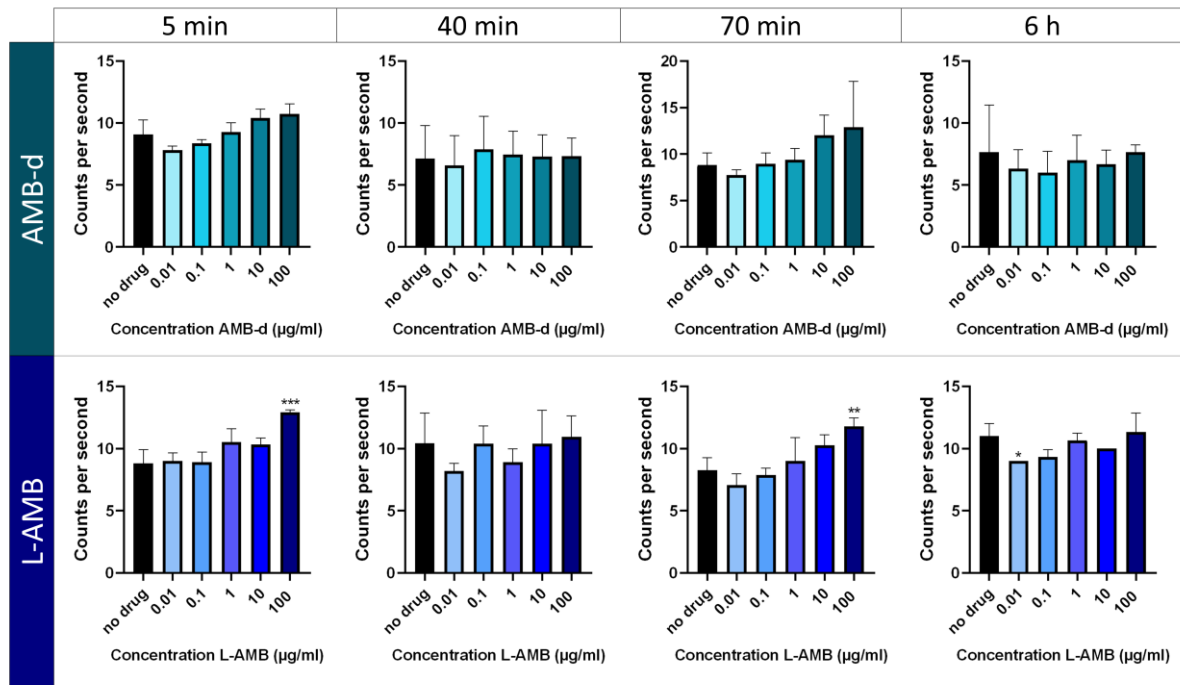 5 min 40 min 70 min 6 h
AMB-d
Counts per second
15
10
5
0
no drug 0.01 0.1 1 10 100
Concentration AMB-d (µg/ml)
Counts per second
15
10
5
0
no drug 0.01 0.1 1 10 100
Concentration AMB-d (µg/ml)
Counts per second
20
15
10
5
0
no drug 0.01 0.1 1 10 100
Concentration AMB-d (µg/ml)
Counts per second
15
10
5
0
no drug 0.01 0.1 1 10 100
Concentration AMB-d (µg/ml)
L-AMB
Counts per second
15
10
5
0
***
no drug 0.01 0.1 1 10 100
Concentration L-AMB (µg/ml)
Counts per second
15
10
5
0
no drug 0.01 0.1 1 10 100
Concentration L-AMB (µg/ml)
Counts per second
15
10
5
0
**
no drug 0.01 0.1 1 10 100
Concentration L-AMB (µg/ml)
Counts per second
15
10
5
0
*
no drug 0.01 0.1 1 10 100
Concentration L-AMB (µg/ml)